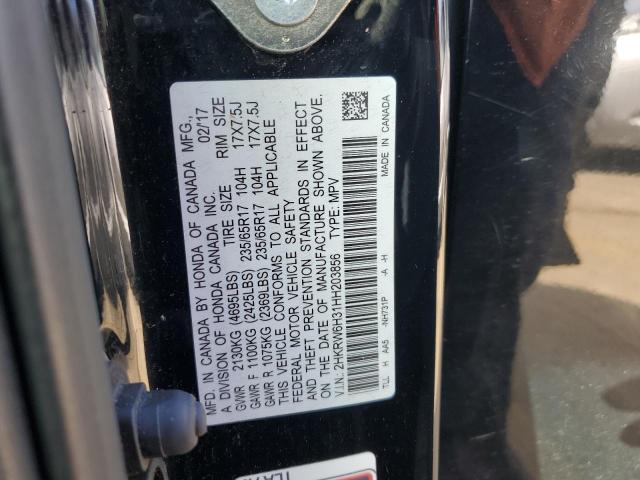 MFD. IN CANADA BY HONDA OF CANADA MFG.,
A DIVISION OF HONDA CANADA INC. 02/17
TIRE SIZE RIM SIZE
GVWR 2130KG (4695LBS)
GAWR F 1100KG (2425LBS) 235/65R17 104H 17X7.5J
GAWR R 1075KG (2369LBS) 235/65R17 104H 17X7.5J
THIS VEHICLE CONFORMS TO ALL APPLICABLE
FEDERAL MOTOR VEHICLE SAFETY
AND THEFT PREVENTION STANDARDS IN EFFECT
ON THE DATE OF MANUFACTURE SHOWN ABOVE.
V.I.N.: 2HKRW6H31HH203856 TYPE: MPV
TLL H AA5 -NH731P -A -H MADE IN CANADA